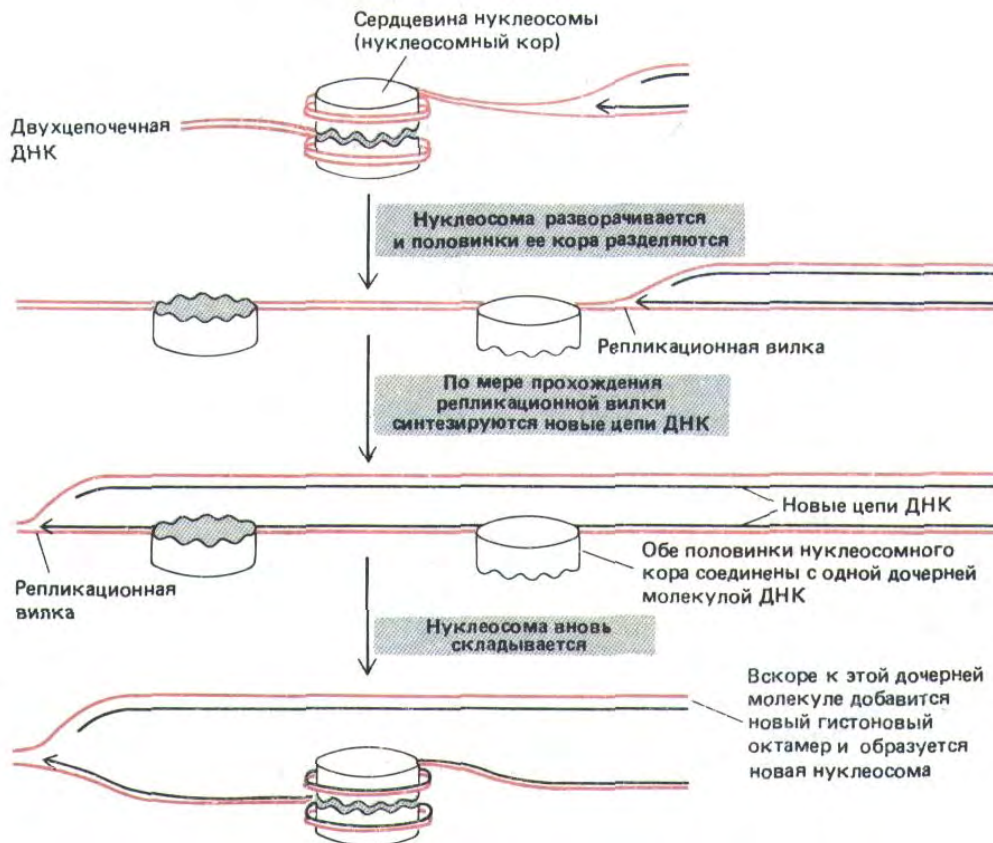 Сердцевина нуклеосомы
(нуклеосомный кор)
Двухцепочечная
ДНК
Нуклеосома разворачивается
и половинки ее кора разделяются
Репликационная вилка
По мере прохождения
репликационной вилки
синтезируются новые цепи ДНК
Новые цепи ДНК
Обе половинки нуклеосомного
кора соединены с одной дочерней
молекулой ДНК
Репликационная
вилка
Нуклеосома вновь
складывается
Вскоре к этой дочерней
молекуле добавится
новый гистоновый
октамер и образуется
новая нуклеосома